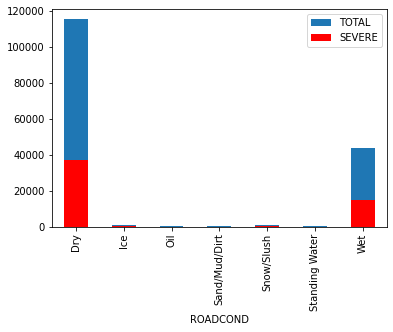 120000
100000
80000
60000
40000
20000
0
TOTAL
SEVERE
Dry
Ice
Oil
Sand/Mud/Dirt
Snow/Slush
Standing Water
Wet
ROADCOND